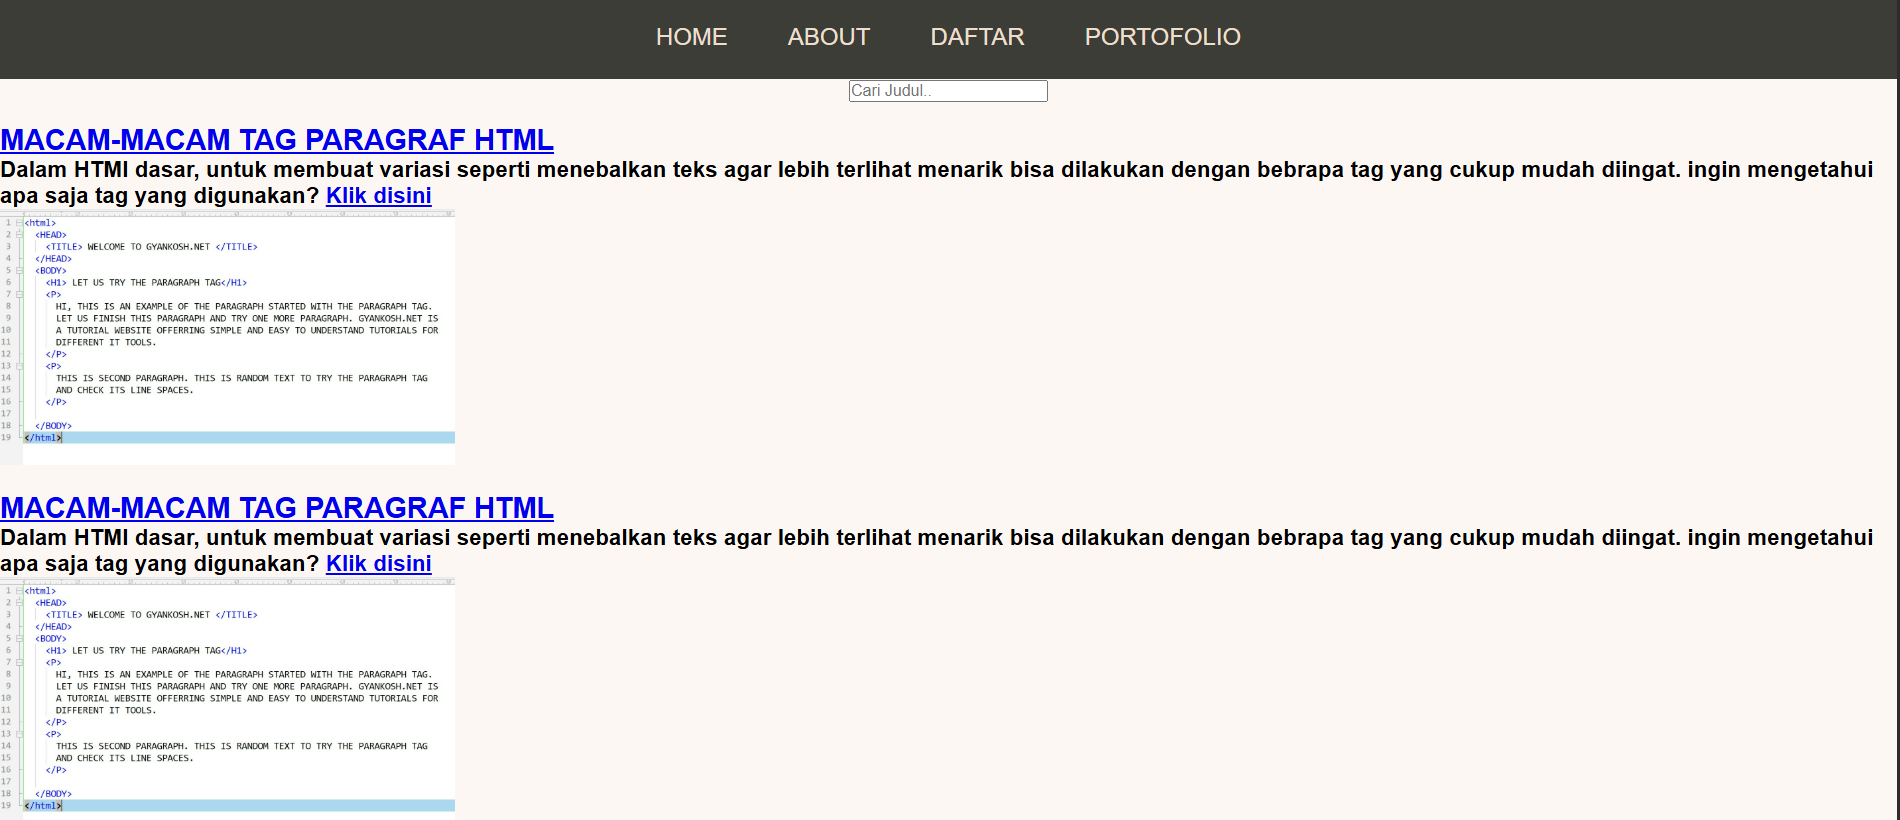 HOME ABOUT DAFTAR PORTOFOLIO
Cari Judul..
MACAM-MACAM TAG PARAGRAF HTML
Dalam HTMl dasar, untuk membuat variasi seperti menebalkan teks agar lebih terlihat menarik bisa dilakukan dengan bebrapa tag yang cukup mudah diingat. ingin mengetahui
apa saja tag yang digunakan? Klik disini
1 <html>
2 <HEAD>
3 <TITLE> WELCOME TO GYANKOSH.NET </TITLE>
4 </HEAD>
5 <BODY>
6 <H1> LET US TRY THE PARAGRAPH TAG</H1>
7 <P>
8 HI, THIS IS AN EXAMPLE OF THE PARAGRAPH STARTED WITH THE PARAGRAPH TAG.
9 LET US FINISH THIS PARAGRAPH AND TRY ONE MORE PARAGRAPH. GYANKOSH.NET IS
10 A TUTORIAL WEBSITE OFFERRING SIMPLE AND EASY TO UNDERSTAND TUTORIALS FOR
11 DIFFERENT IT TOOLS.
12 </P>
13 <P>
14 THIS IS SECOND PARAGRAPH. THIS IS RANDOM TEXT TO TRY THE PARAGRAPH TAG
15 AND CHECK ITS LINE SPACES.
16 </P>
17
18 </BODY>
19 </html>
MACAM-MACAM TAG PARAGRAF HTML
Dalam HTMl dasar, untuk membuat variasi seperti menebalkan teks agar lebih terlihat menarik bisa dilakukan dengan bebrapa tag yang cukup mudah diingat. ingin mengetahui
apa saja tag yang digunakan? Klik disini
1 <html>
2 <HEAD>
3 <TITLE> WELCOME TO GYANKOSH.NET </TITLE>
4 </HEAD>
5 <BODY>
6 <H1> LET US TRY THE PARAGRAPH TAG</H1>
7 <P>
8 HI, THIS IS AN EXAMPLE OF THE PARAGRAPH STARTED WITH THE PARAGRAPH TAG.
9 LET US FINISH THIS PARAGRAPH AND TRY ONE MORE PARAGRAPH. GYANKOSH.NET IS
10 A TUTORIAL WEBSITE OFFERRING SIMPLE AND EASY TO UNDERSTAND TUTORIALS FOR
11 DIFFERENT IT TOOLS.
12 </P>
13 <P>
14 THIS IS SECOND PARAGRAPH. THIS IS RANDOM TEXT TO TRY THE PARAGRAPH TAG
15 AND CHECK ITS LINE SPACES.
16 </P>
17
18 </BODY>
19 </html>